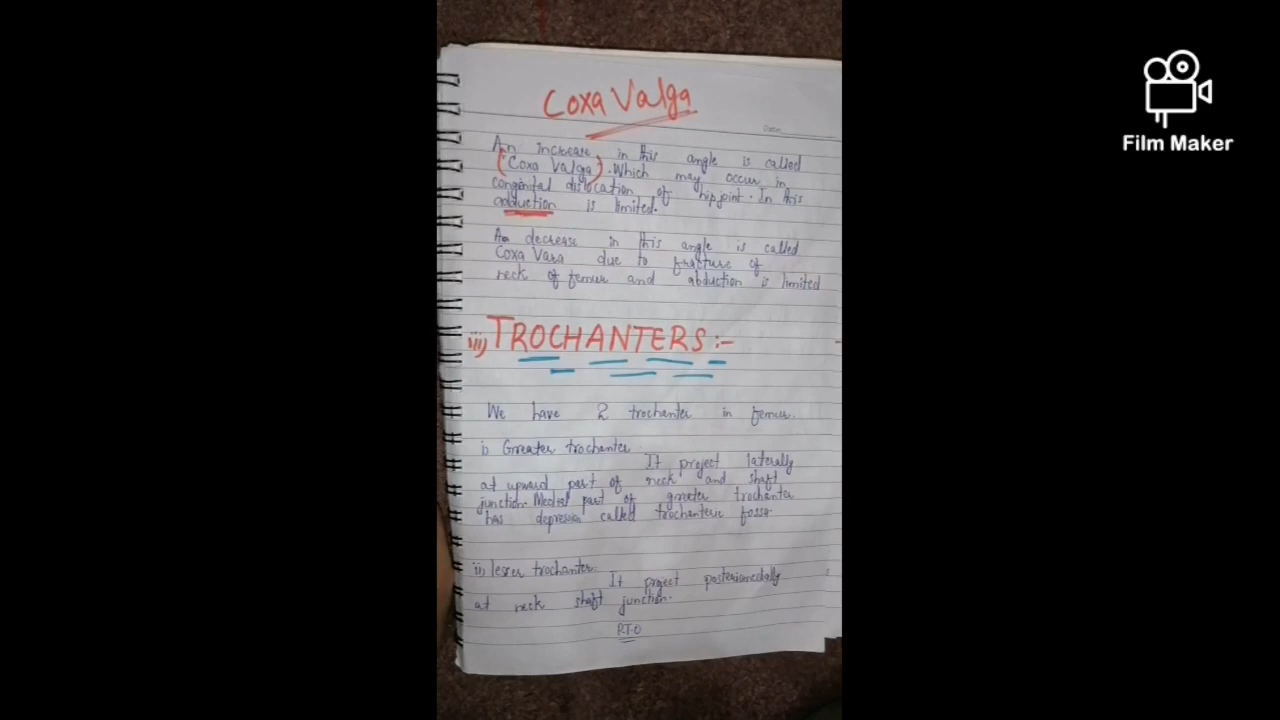 Coxa Valga
Date
An increase in this angle is called
(Coxa Valga). Which may occur in
congenital dislocation of hip joint. In this
adduction is limited.
A decrease in this angle is called
Coxa Vara due to fracture of
neck of femur and abduction is limited
iii) TROCHANTERS :-
We have 2 trochanter in femur.
i) Greater trochanter
It project laterally
at upward part of neck and shaft
junction. Medial part of greater trochanter
has depression called trochanteric fossa.
ii) lesser trochanter.
It project posteriomedially
at neck shaft junction.
P.T.O
Film Maker